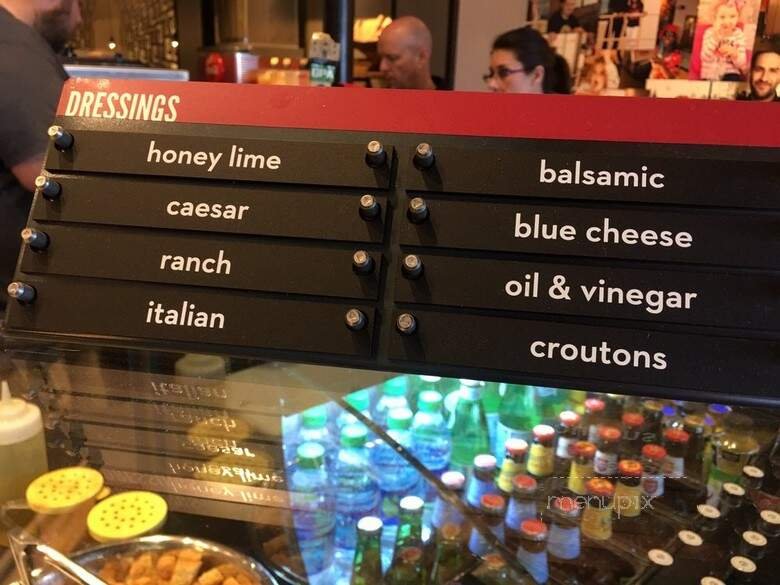 DRESSINGS
honey lime
caesar
ranch
italian
balsamic
blue cheese
oil & vinegar
croutons
menupix